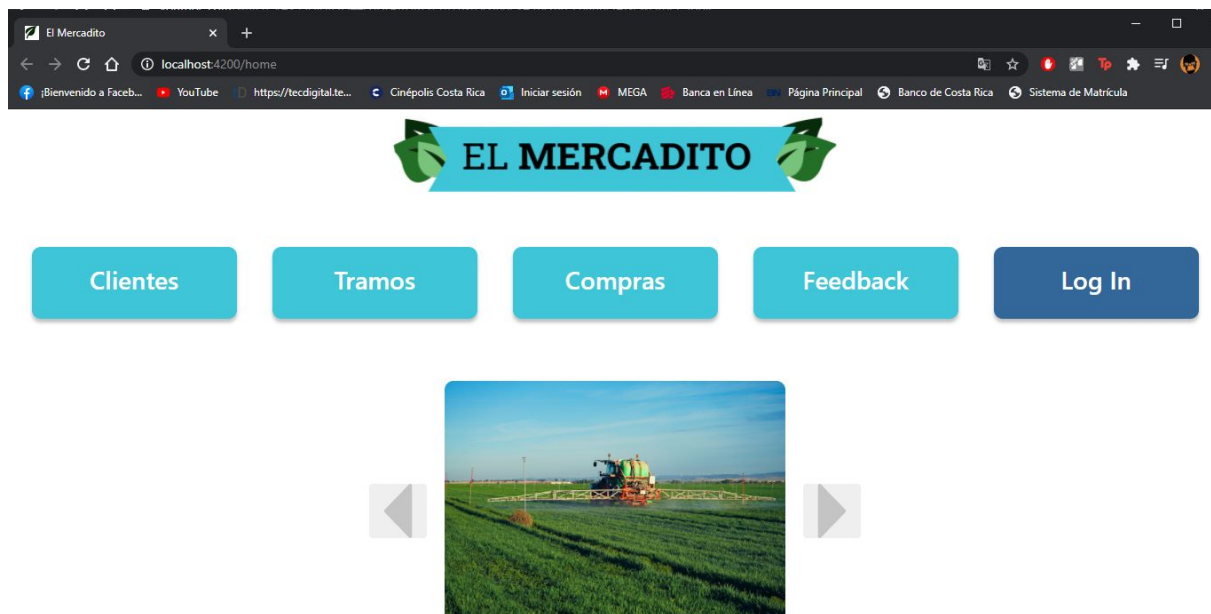 El Mercadito
localhost:4200/home
¡Bienvenido a Faceb... YouTube https://tecdigital.te... Cinépolis Costa Rica Iniciar sesión MEGA Banca en Línea Página Principal Banco de Costa Rica Sistema de Matrícula
EL MERCADITO
Clientes Tramos Compras Feedback Log In